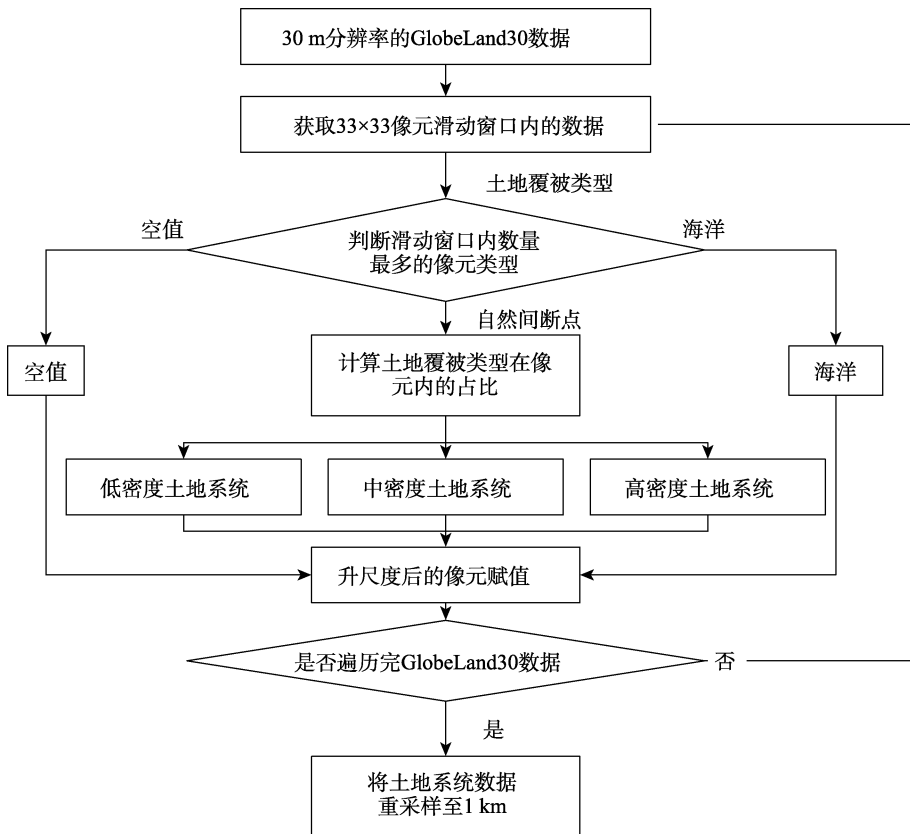 30 m分辨率的GlobeLand30数据
获取33×33像元滑动窗口内的数据
土地覆被类型
空值
海洋
判断滑动窗口内数量
最多的像元类型
自然间断点
空值
计算土地覆被类型在像
元内的占比
海洋
低密度土地系统
中密度土地系统
高密度土地系统
升尺度后的像元赋值
是否遍历完GlobeLand30数据
否
是
将土地系统数据
重采样至1 km